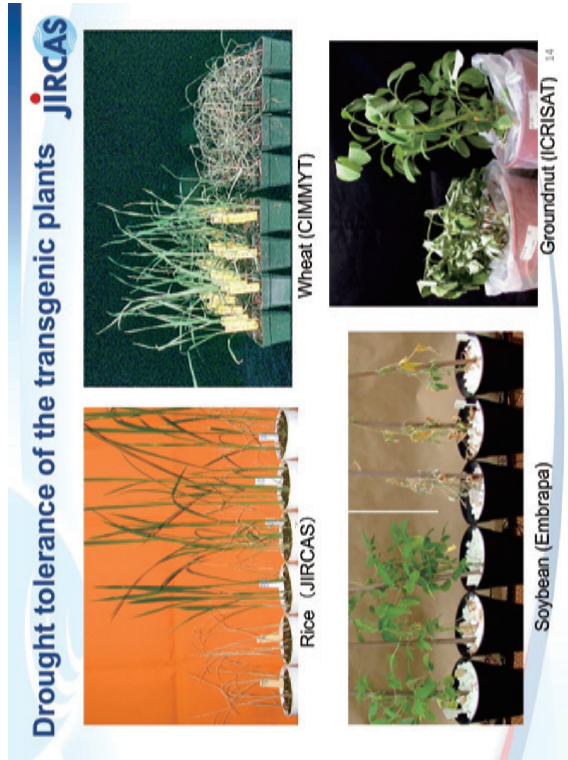 Drought tolerance of the transgenic plants
JIRCAS
Rice (JIRCAS)
Wheat (CIMMYT)
Soybean (Embrapa)
Groundnut (ICRISAT)
14